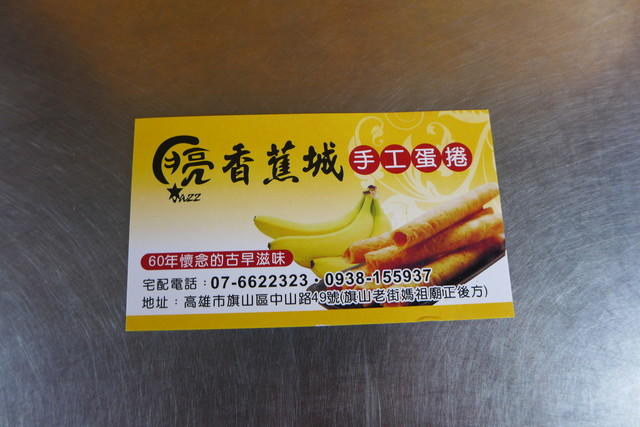 月亮香蕉城手工蛋捲
JAZZ
60年懷念的古早滋味
宅配電話：07-6622323・0938-155937
地址：高雄市旗山區中山路49號(旗山老街媽祖廟正後方)